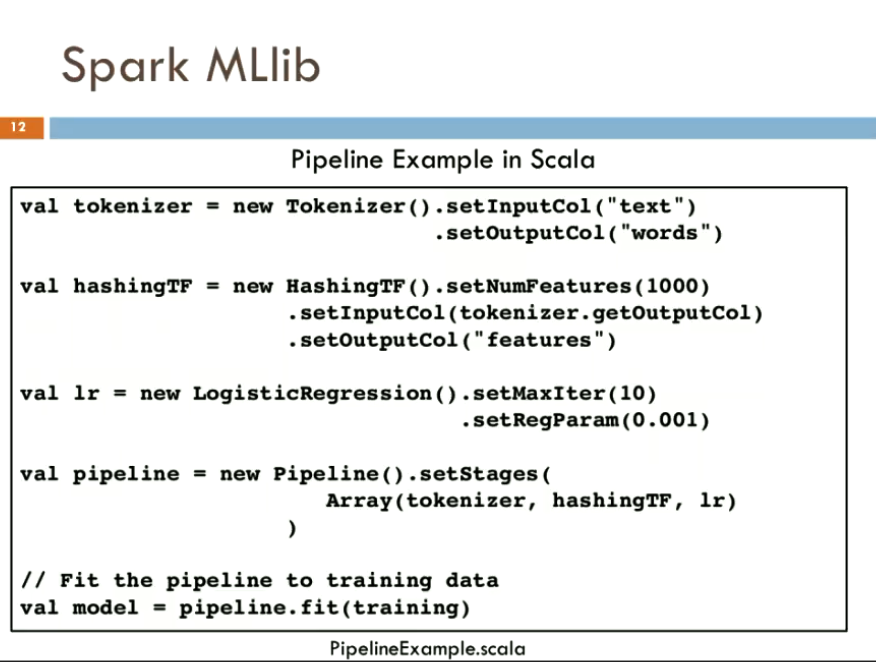 Spark MLlib
12
Pipeline Example in Scala
val tokenizer = new Tokenizer().setInputCol("text")
.setOutputCol("words")
val hashingTF = new HashingTF().setNumFeatures(1000)
.setInputCol(tokenizer.getOutputCol)
.setOutputCol("features")
val lr = new LogisticRegression().setMaxIter(10)
.setRegParam(0.001)
val pipeline = new Pipeline().setStages(
Array(tokenizer, hashingTF, lr)
)
// Fit the pipeline to training data
val model = pipeline.fit(training)
PipelineExample.scala